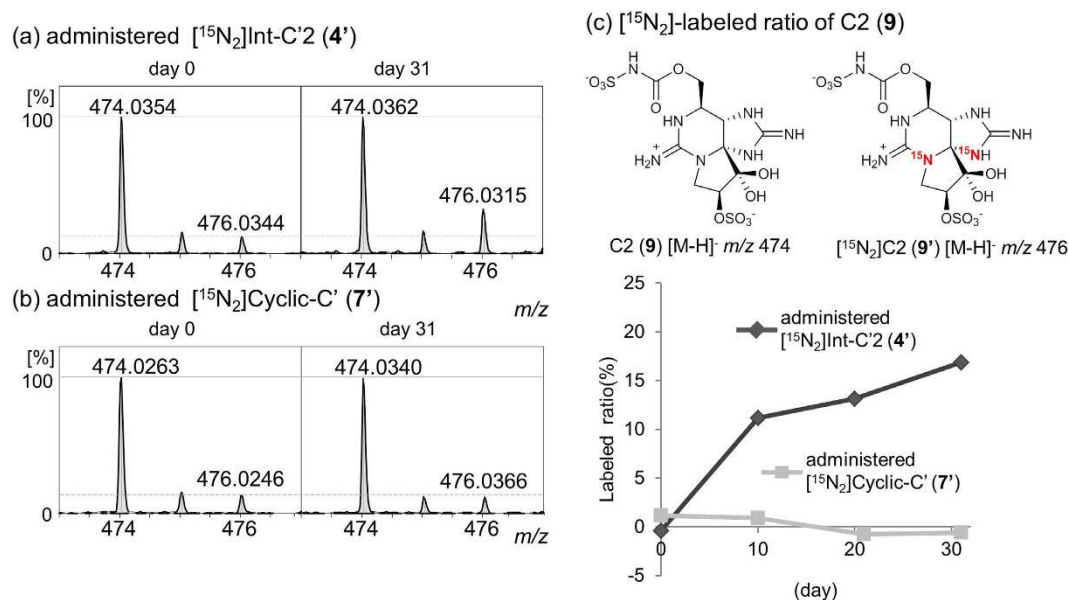 (a) administered [¹⁵N₂]Int-C'2 (4')
day 0
day 31
[%]
100
0
474.0354
476.0344
474.0362
476.0315
474
476
474
476
m/z
(b) administered [¹⁵N₂]Cyclic-C' (7')
day 0
day 31
[%]
100
0
474.0263
476.0246
474.0340
476.0366
474
476
474
476
m/z
(c) [¹⁵N₂]-labeled ratio of C2 (9)
⁻O₃S
H
N
O
O
HN
NH
NH
N
H
H₂N
+
N
OH
OH
OSO₃⁻
⁻O₃S
H
N
O
O
HN
NH
NH
¹⁵NH
H₂N
+
¹⁵N
OH
OH
OSO₃⁻
C2 (9) [M-H]⁻ m/z 474
[¹⁵N₂]C2 (9') [M-H]⁻ m/z 476
Labeled ratio(%)
25
20
15
10
5
0
-5
administered
[¹⁵N₂]Int-C'2 (4')
administered
[¹⁵N₂]Cyclic-C' (7')
0
10
20
30
(day)